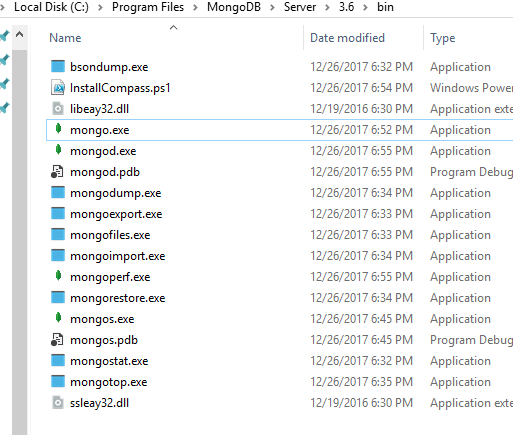 Local Disk (C:) › Program Files › MongoDB › Server › 3.6 › bin
Name Date modified Type
bsondump.exe 12/26/2017 6:32 PM Application
InstallCompass.ps1 12/26/2017 6:54 PM Windows Power
libeay32.dll 12/19/2016 6:30 PM Application exte
mongo.exe 12/26/2017 6:52 PM Application
mongod.exe 12/26/2017 6:55 PM Application
mongod.pdb 12/26/2017 6:55 PM Program Debug
mongodump.exe 12/26/2017 6:34 PM Application
mongoexport.exe 12/26/2017 6:33 PM Application
mongofiles.exe 12/26/2017 6:33 PM Application
mongoimport.exe 12/26/2017 6:34 PM Application
mongoperf.exe 12/26/2017 6:55 PM Application
mongorestore.exe 12/26/2017 6:34 PM Application
mongos.exe 12/26/2017 6:45 PM Application
mongos.pdb 12/26/2017 6:45 PM Program Debug
mongostat.exe 12/26/2017 6:32 PM Application
mongotop.exe 12/26/2017 6:35 PM Application
ssleay32.dll 12/19/2016 6:30 PM Application exte